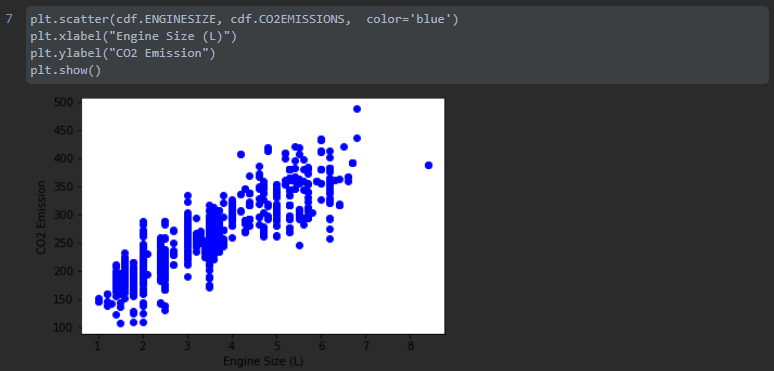 7
plt.scatter(cdf.ENGINESIZE, cdf.CO2EMISSIONS,  color='blue')
plt.xlabel("Engine Size (L)")
plt.ylabel("CO2 Emission")
plt.show()
500
450
400
350
300
250
200
150
100
CO2 Emission
1 2 3 4 5 6 7 8
Engine Size (L)